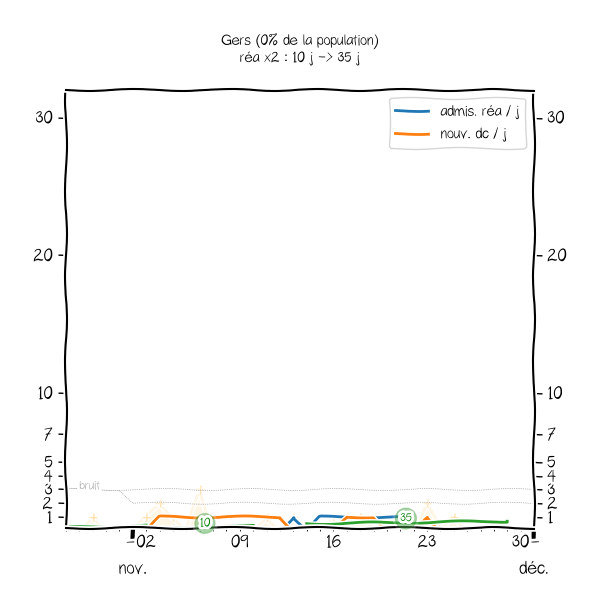 Gers (0% de la population)
réa x2 : 10 j -> 35 j
admis. réa / j
nouv. dc / j
30 30
20 20
10 10
7 7
5 5
4 4
3 3
bruit
2 2
1 1
10 35
02 09 16 23 30
nov. déc.